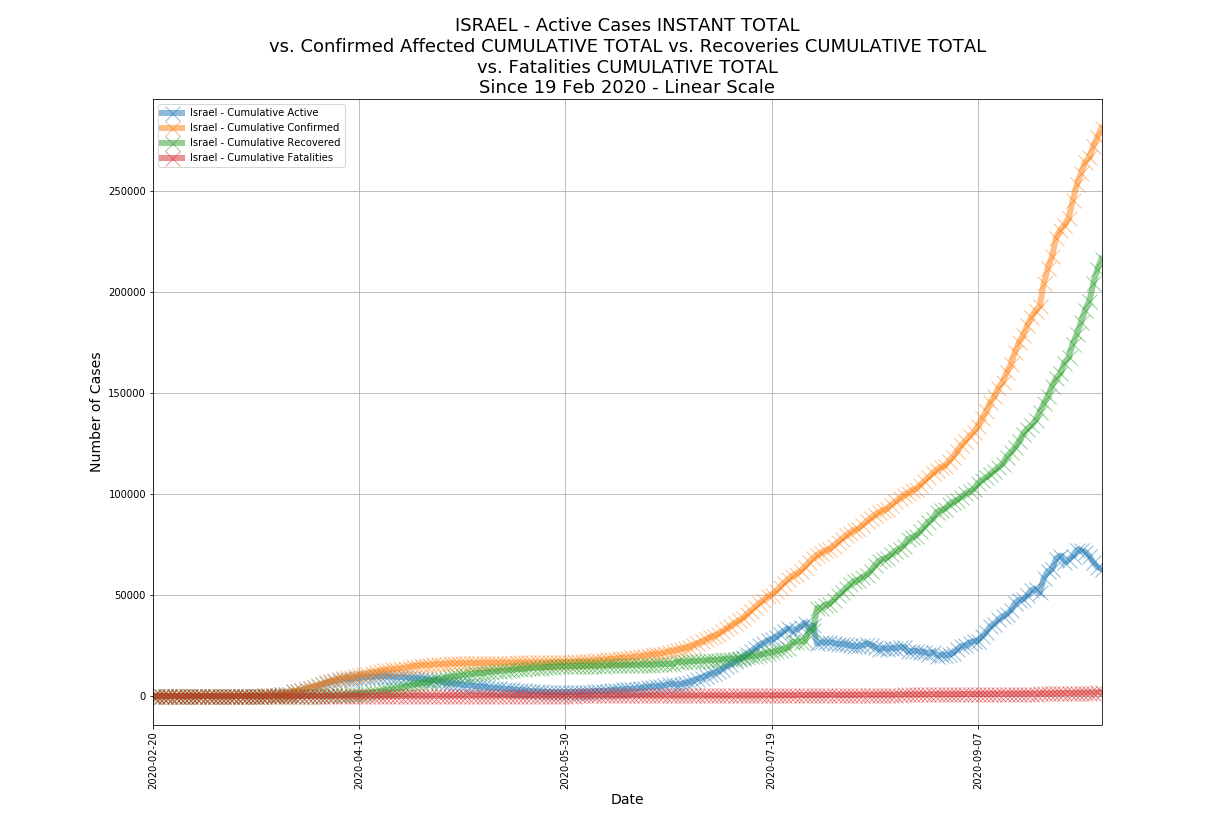 ISRAEL - Active Cases INSTANT TOTAL
vs. Confirmed Affected CUMULATIVE TOTAL vs. Recoveries CUMULATIVE TOTAL
vs. Fatalities CUMULATIVE TOTAL
Since 19 Feb 2020 - Linear Scale
Israel - Cumulative Active
Israel - Cumulative Confirmed
Israel - Cumulative Recovered
Israel - Cumulative Fatalities
Number of Cases
250000
200000
150000
100000
50000
0
2020-02-20
2020-04-10
2020-05-30
2020-07-19
2020-09-07
Date